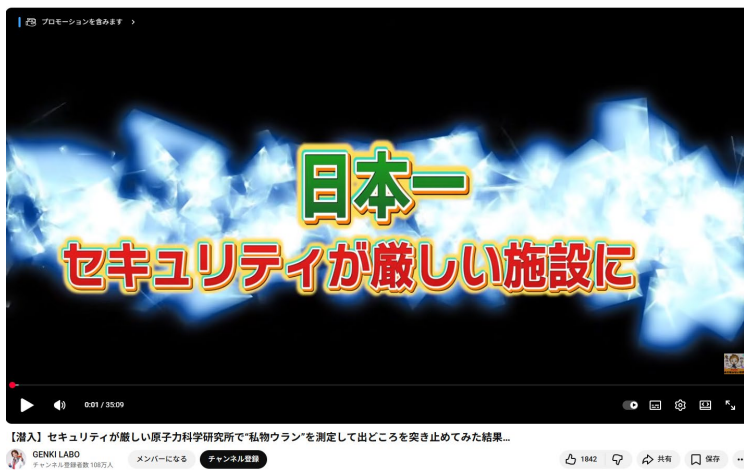 プロモーションを含みます
日本一
セキュリティが厳しい施設に
0:01 / 35:09
【潜入】セキュリティが厳しい原子力科学研究所で“私物ウラン”を測定して出どころを突き止めてみた結果…
GENKI LABO
チャンネル登録者数 108万人
メンバーになる
チャンネル登録
1842
共有
保存